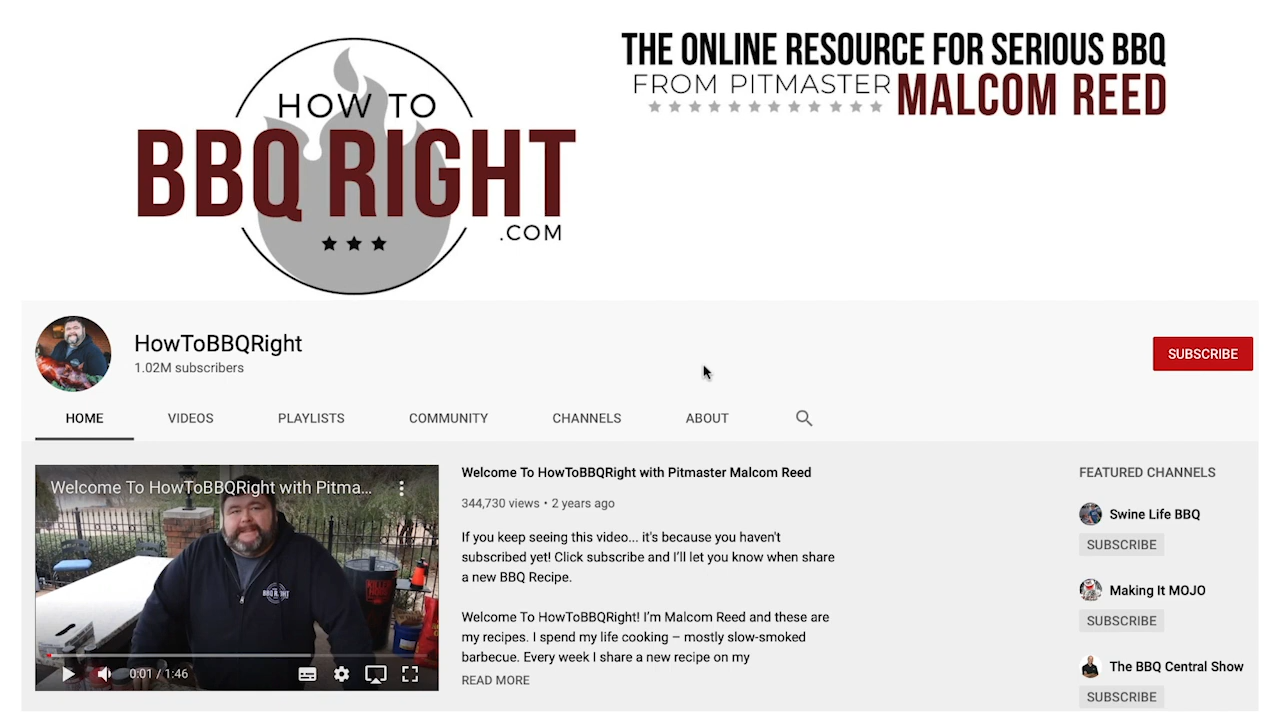 HOW TO
BBQ RIGHT
.COM
THE ONLINE RESOURCE FOR SERIOUS BBQ
FROM PITMASTER MALCOM REED
HowToBBQRight
1.02M subscribers
SUBSCRIBE
HOME VIDEOS PLAYLISTS COMMUNITY CHANNELS ABOUT
Welcome To HowToBBQRight with Pitma...
BBQ RIGHT
KILLER HOGS
0:01 / 1:46
Welcome To HowToBBQRight with Pitmaster Malcom Reed
344,730 views • 2 years ago
If you keep seeing this video... it's because you haven't
subscribed yet! Click subscribe and I'll let you know when share
a new BBQ Recipe.
Welcome To HowToBBQRight! I'm Malcom Reed and these are
my recipes. I spend my life cooking – mostly slow-smoked
barbecue. Every week I share a new recipe on my
READ MORE
FEATURED CHANNELS
Swine Life BBQ
SUBSCRIBE
Making It MOJO
SUBSCRIBE
The BBQ Central Show
SUBSCRIBE